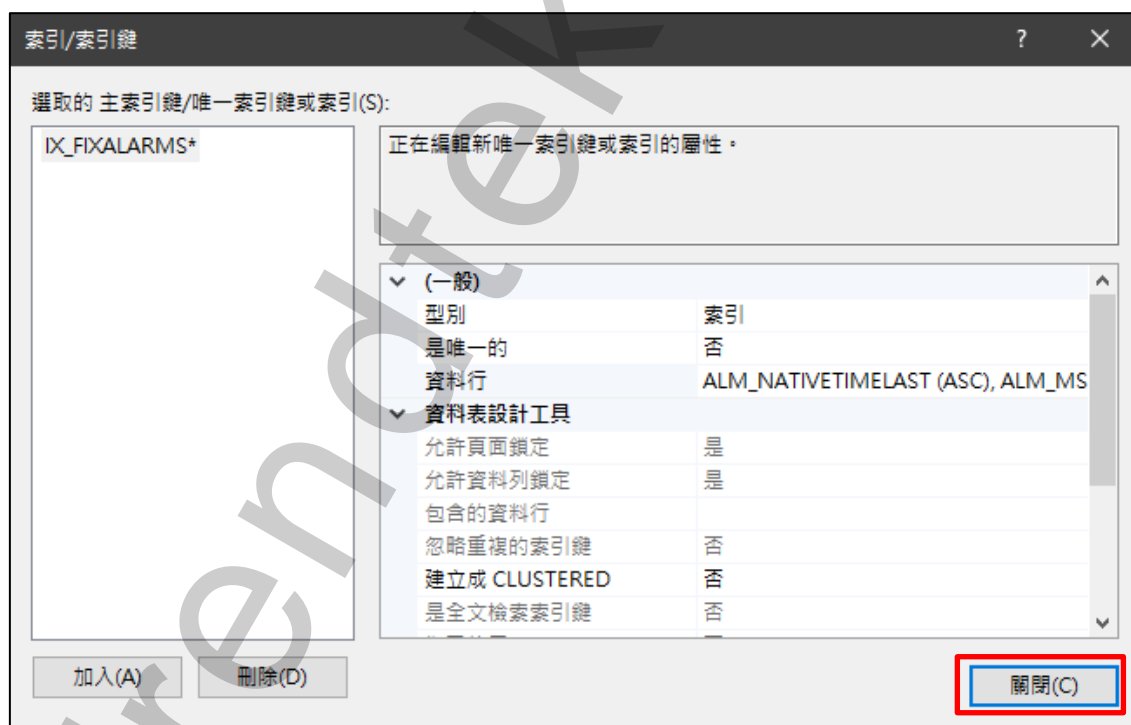 索引/索引鍵
? ×
選取的 主索引鍵/唯一索引鍵或索引(S):
IX_FIXALARMS*
正在編輯新唯一索引鍵或索引的屬性。
(一般)
型別 索引
是唯一的 否
資料行 ALM_NATIVETIMELAST (ASC), ALM_MS
資料表設計工具
允許頁面鎖定 是
允許資料列鎖定 是
包含的資料行
忽略重複的索引鍵 否
建立成 CLUSTERED 否
是全文檢索索引鍵 否
加入(A) 刪除(D) 關閉(C)
rendtek